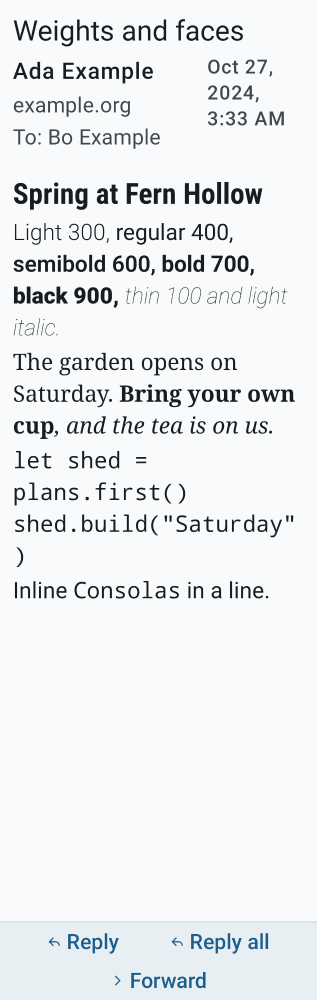 Weights and faces
Ada Example
Oct 27,
2024,
3:33 AM
example.org
To: Bo Example
Spring at Fern Hollow
Light 300, regular 400,
semibold 600, bold 700,
black 900, thin 100 and light
italic.
The garden opens on
Saturday. Bring your own
cup, and the tea is on us.
let shed =
plans.first()
shed.build("Saturday"
)
Inline Consolas in a line.
Reply
Reply all
Forward